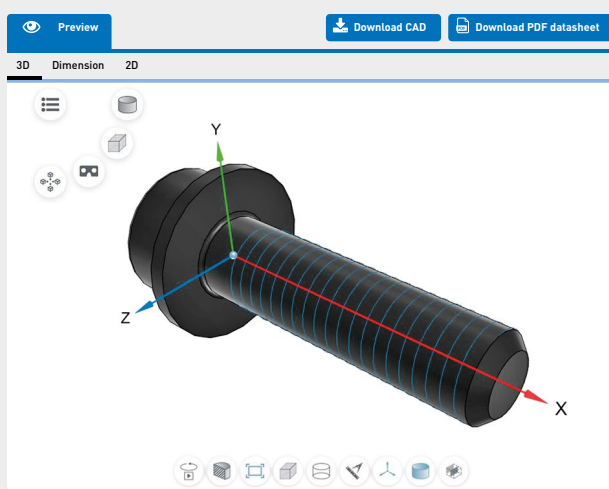 Preview
Download CAD
Download PDF datasheet
3D Dimension 2D
Y
Z
X